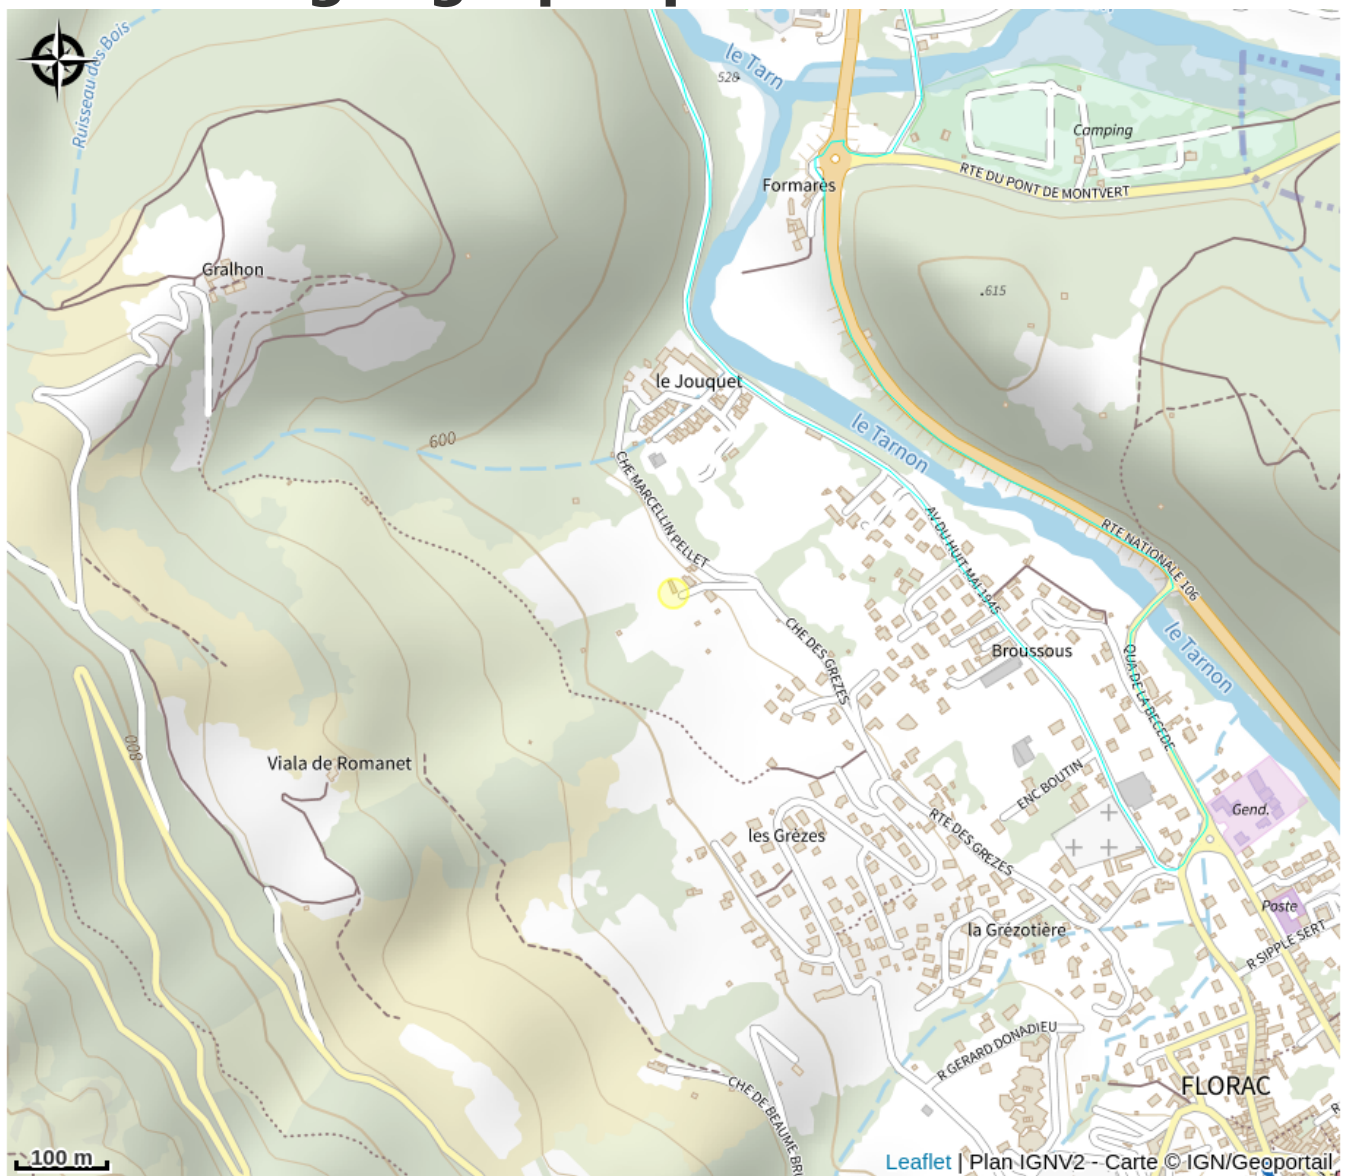 Ruisseau des Bois
le Tarn
528
Camping
Formarès
RTE DU PONT DE MONTVERT
Gralhon
.615
le Jouquet
le Tarnon
600
CHE MARCELLIN PELLET
AV DU HUIT MAI 1945
RTE NATIONALE 106
CHE DES GREZES
Broussous
QUA DE LA BECEDE
le Tarnon
800
Viala de Romanet
ENC BOUTIN
Gend.
les Grèzes
RTE DES GREZES
Poste
la Grézotière
R SIPPLE SERT
R GERARD DONADIEU
FLORAC
CHE DE BEAUME BRU
R
100 m
Leaflet | Plan IGNV2 - Carte © IGN/Geoportail